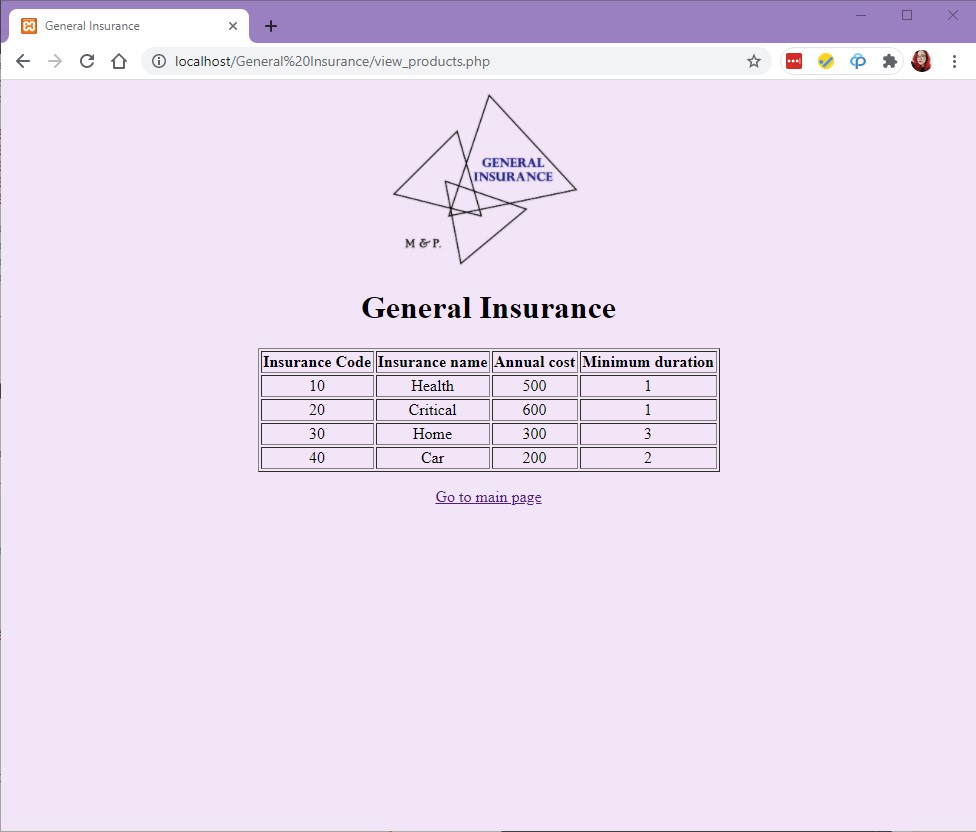 General Insurance
localhost/General%20Insurance/view_products.php
GENERAL
INSURANCE
M & P.
General Insurance
Insurance Code Insurance name Annual cost Minimum duration
10 Health 500 1
20 Critical 600 1
30 Home 300 3
40 Car 200 2
Go to main page